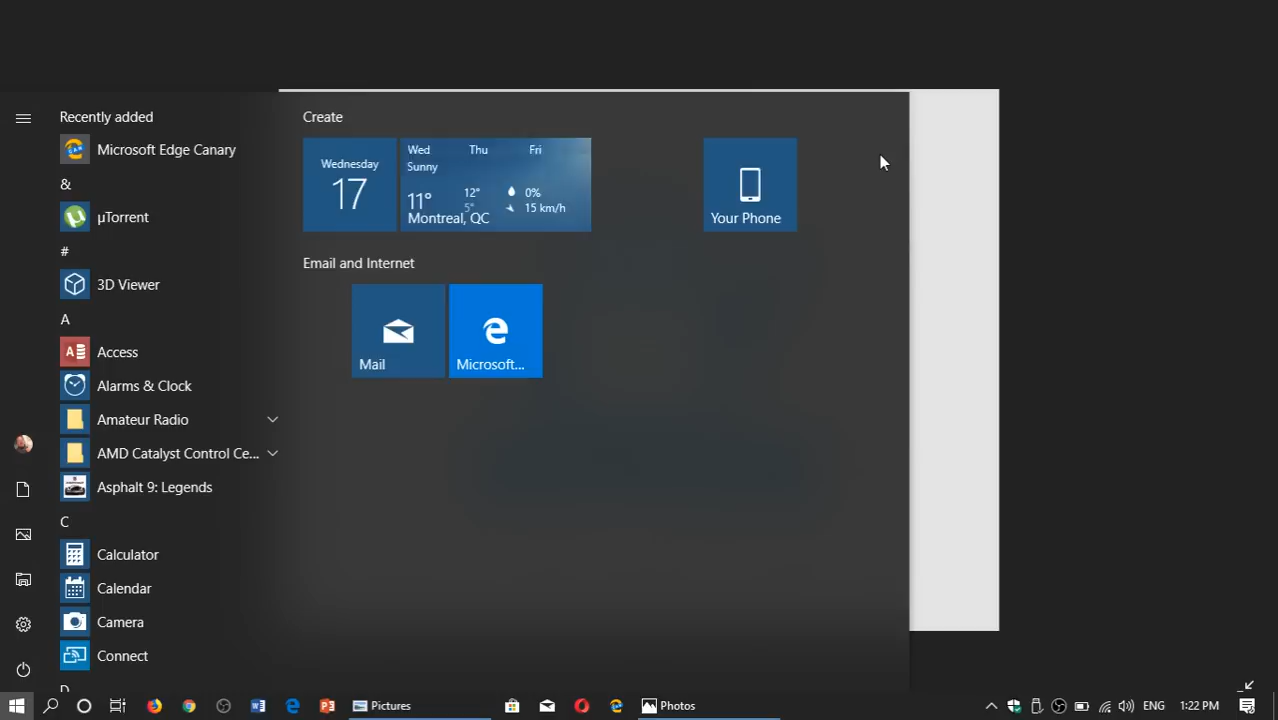 Recently added
Microsoft Edge Canary
&
µTorrent
#
3D Viewer
A
Access
Alarms & Clock
Amateur Radio
AMD Catalyst Control Ce...
Asphalt 9: Legends
C
Calculator
Calendar
Camera
Connect
D
Create
Wednesday
17
Wed Thu Fri
Sunny
11° 12° 0%
5° 15 km/h
Montreal, QC
Your Phone
Email and Internet
Mail
Microsoft...
Pictures
Photos
ENG
1:22 PM